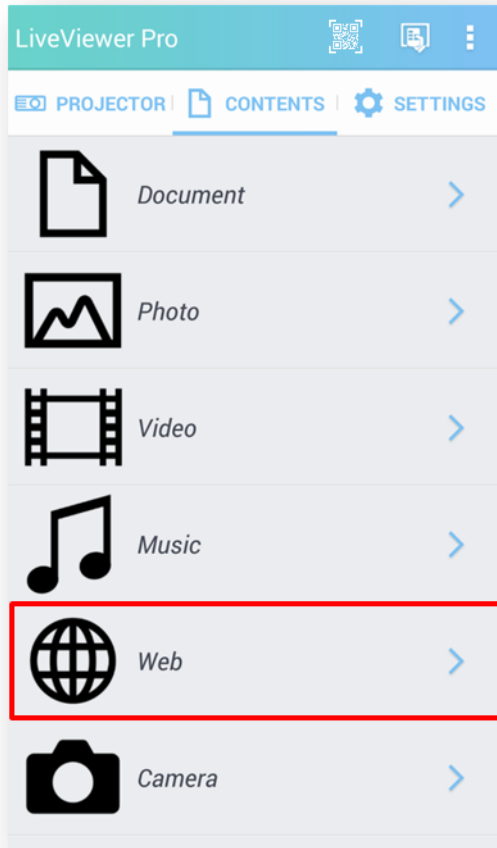 LiveViewer Pro
PROJECTOR CONTENTS SETTINGS
Document
Photo
Video
Music
Web
Camera